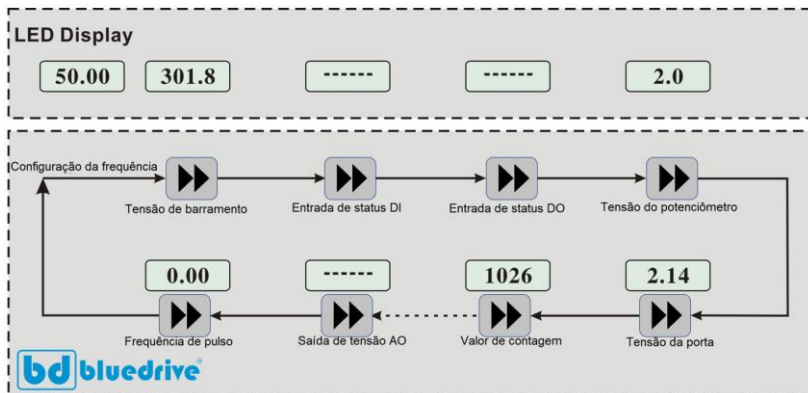 LED Display
50.00 301.8 ------ ------ 2.0
Configuração da frequência
Tensão de barramento Entrada de status DI Entrada de status DO Tensão do potenciômetro
0.00 ------ 1026 2.14
Frequência de pulso Saída de tensão AO Valor de contagem Tensão da porta
bd bluedrive®